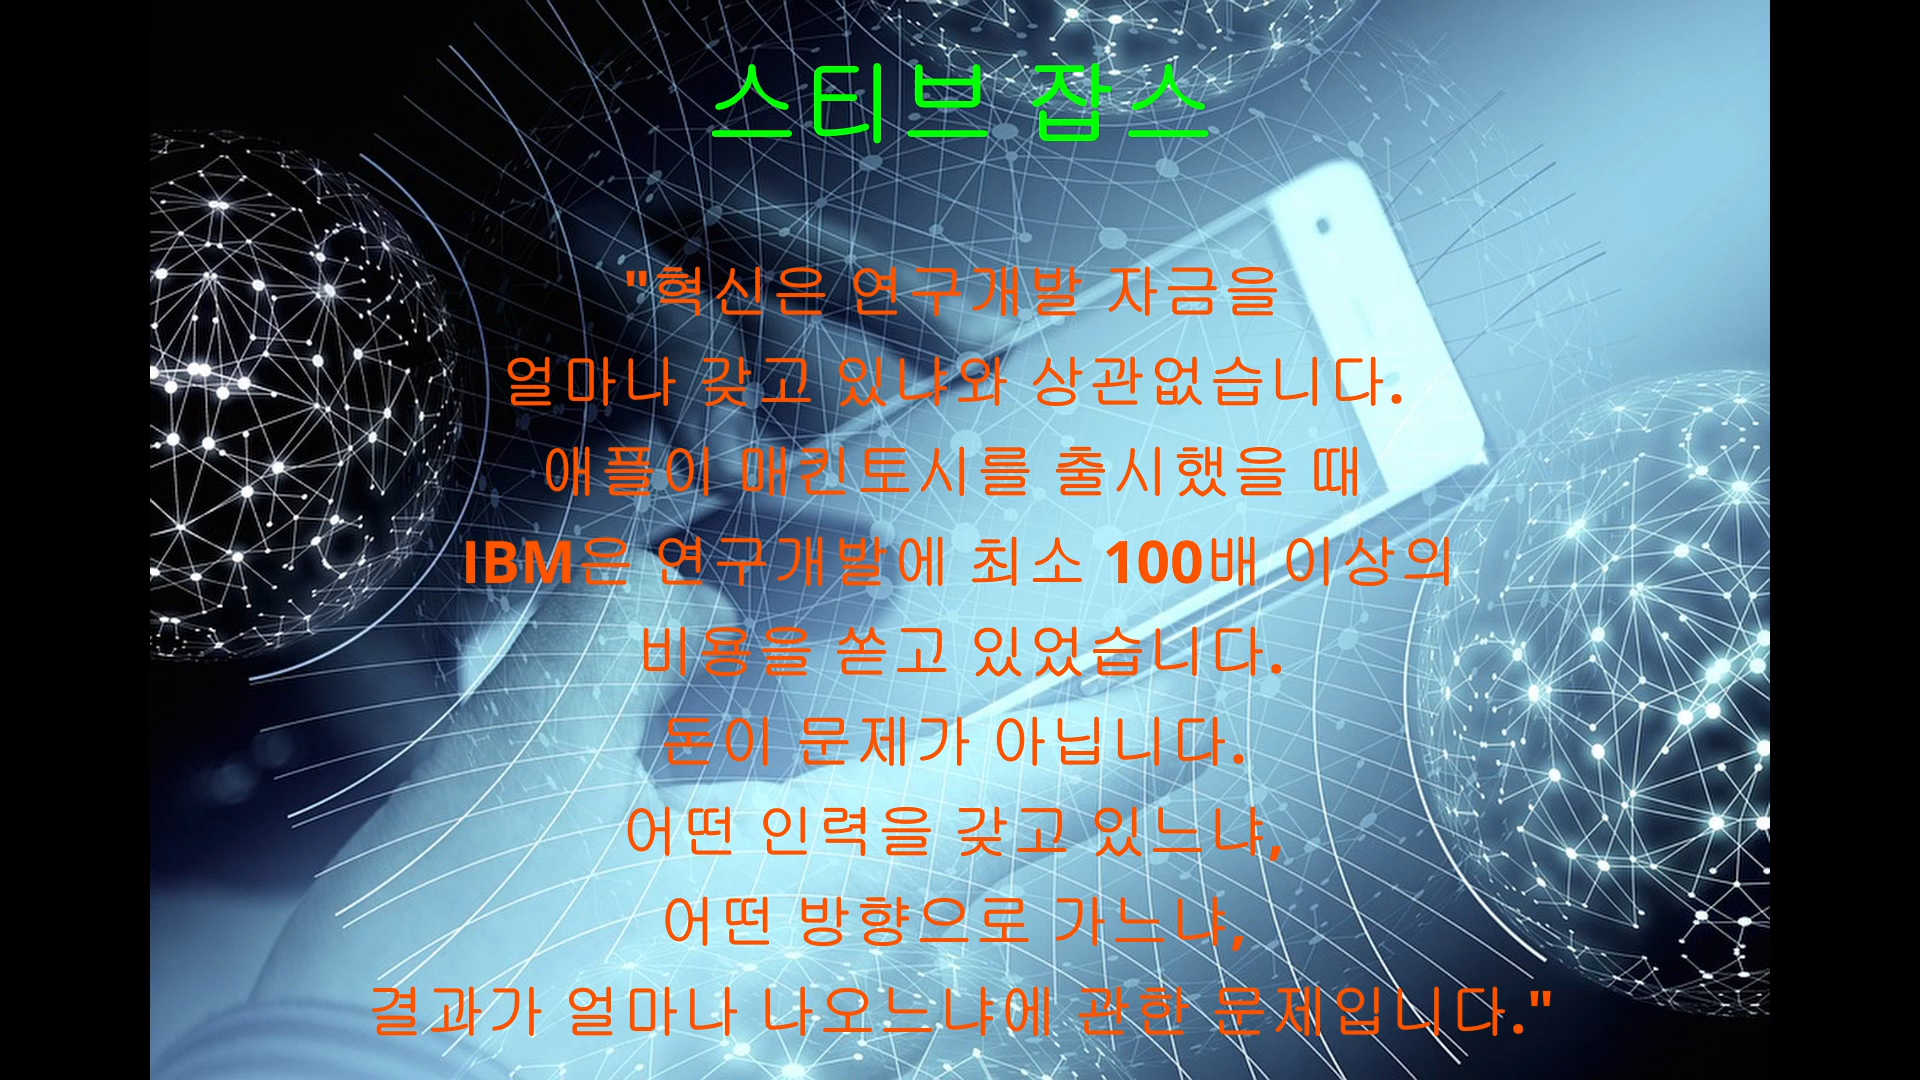 스티브 잡스
"혁신은 연구개발 자금을
얼마나 갖고 있냐와 상관없습니다.
애플이 매킨토시를 출시했을 때
IBM은 연구개발에 최소 100배 이상의
비용을 쏟고 있었습니다.
돈이 문제가 아닙니다.
어떤 인력을 갖고 있느냐,
어떤 방향으로 가느냐,
결과가 얼마나 나오느냐에 관한 문제입니다."